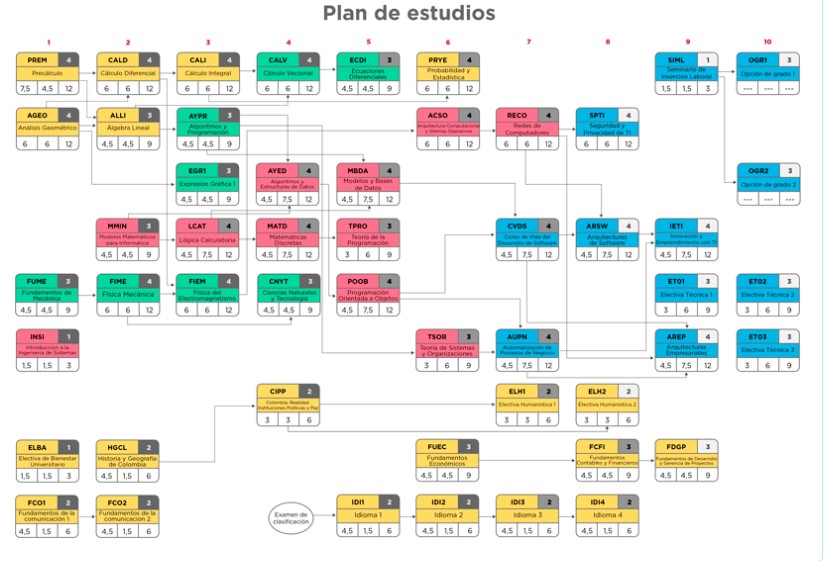 Plan de estudios
1 2 3 4 5 6 7 8 9 10
PREM 4
Precálculo
7,5 4,5 12
CALD 4
Cálculo Diferencial
6 6 12
CALI 4
Cálculo Integral
6 6 12
CALV 4
Cálculo Vectorial
6 6 12
ECDI 3
Ecuaciones
Diferenciales
4,5 4,5 9
PRYE 4
Probabilidad y
Estadística
6 6 12
SIML 1
Seminario de
Inserción Laboral
1,5 1,5 3
OGR1 3
Opción de grado 1
--- --- ---
AGEO 4
Análisis Geométrico
6 6 12
ALLI 3
Álgebra Lineal
4,5 4,5 9
AYPR 3
Algoritmos y
Programación
4,5 4,5 9
ACSO 4
Arquitectura Computacional
y Sistemas Operativos
6 6 12
RECO 4
Redes de
Computadores
6 6 12
SPTI 4
Seguridad y
Privacidad de TI
6 6 12
EGR1 3
Expresión Gráfica 1
4,5 4,5 9
AYED 4
Algoritmos y
Estructuras de Datos
4,5 7,5 12
MBDA 4
Modelos y Bases
de Datos
4,5 7,5 12
OGR2 3
Opción de grado 2
--- --- ---
MMIN 3
Modelos Matemáticos
para Informática
4,5 4,5 9
LCAT 4
Lógica Calculatoria
4,5 7,5 12
MATD 4
Matemáticas
Discretas
4,5 7,5 12
TPRO 3
Teoría de la
Programación
3 6 9
CVDS 4
Ciclos de Vida del
Desarrollo de Software
4,5 7,5 12
ARSW 4
Arquitecturas
de Software
4,5 7,5 12
IETI 4
Innovación y
Emprendimiento con TI
4,5 7,5 12
FUME 3
Fundamentos de
Mecánica
4,5 4,5 9
FIME 4
Física Mecánica
6 6 12
FIEM 4
Física del
Electromagnetismo
6 6 12
CNYT 3
Ciencias Naturales
y Tecnología
4,5 4,5 9
POOB 4
Programación
Orientada a Objetos
4,5 7,5 12
ET01 3
Electiva Técnica 1
3 6 9
ET02 3
Electiva Técnica 2
3 6 9
INSI 1
Introducción a la
Ingeniería de Sistemas
1,5 1,5 3
TSOR 3
Teoría de Sistemas
y Organizaciones
3 6 9
AUPN 4
Automatización de
Procesos de Negocio
4,5 7,5 12
AREP 4
Arquitecturas
Empresariales
4,5 7,5 12
ET03 3
Electiva Técnica 3
3 6 9
CIPP 2
Colombia: Realidad,
Instituciones Políticas y Paz
3 3 6
ELH1 2
Electiva Humanística 1
3 3 6
ELH2 2
Electiva Humanística 2
3 3 6
ELBA 1
Electiva de Bienestar
Universitario
1,5 1,5 3
HGCL 2
Historia y Geografía
de Colombia
4,5 1,5 6
FUEC 3
Fundamentos
Económicos
4,5 4,5 9
FCFI 3
Fundamentos
Contables y Financieros
4,5 4,5 9
FDGP 3
Fundamentos de Desarrollo
y Gerencia de Proyectos
4,5 4,5 9
FCO1 2
Fundamentos de la
comunicación 1
4,5 1,5 6
FCO2 2
Fundamentos de la
comunicación 2
4,5 1,5 6
Examen de
clasificación
IDI1 2
Idioma 1
4,5 1,5 6
IDI2 2
Idioma 2
4,5 1,5 6
IDI3 2
Idioma 3
4,5 1,5 6
IDI4 2
Idioma 4
4,5 1,5 6